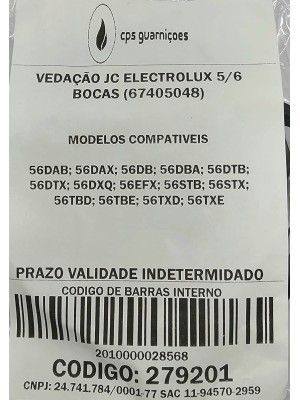 cps guarniçoes
VEDAÇÃO JC ELECTROLUX 5/6
BOCAS (67405048)
MODELOS COMPATIVEIS
56DAB; 56DAX; 56DB; 56DBA; 56DTB;
56DTX; 56DXQ; 56EFX; 56STB; 56STX;
56TBD; 56TBE; 56TXD; 56TXE
PRAZO VALIDADE INDETERMIDADO
CODIGO DE BARRAS INTERNO
2010000028568
CODIGO: 279201
CNPJ: 24.741.784/0001-77 SAC 11-94570-2959